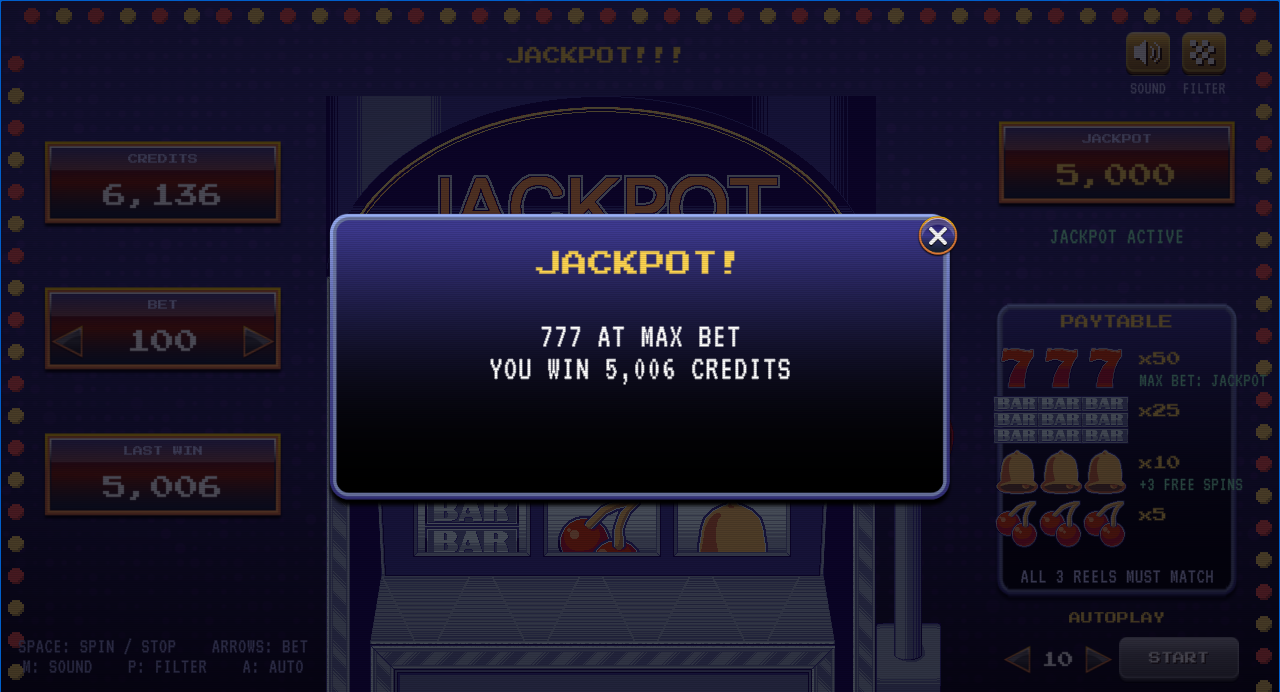 JACKPOT!!!
SOUND FILTER
CREDITS
6,136
JACKPOT
5,000
JACKPOT ACTIVE
JACKPOT
JACKPOT!
777 AT MAX BET
YOU WIN 5,006 CREDITS
BET
100
LAST WIN
5,006
PAYTABLE
777 x50
MAX BET: JACKPOT
BAR BAR BAR
BAR BAR BAR x25
BAR BAR BAR
x10
+3 FREE SPINS
x5
ALL 3 REELS MUST MATCH
BAR
BAR
AUTOPLAY
10 START
SPACE: SPIN / STOP ARROWS: BET
M: SOUND P: FILTER A: AUTO